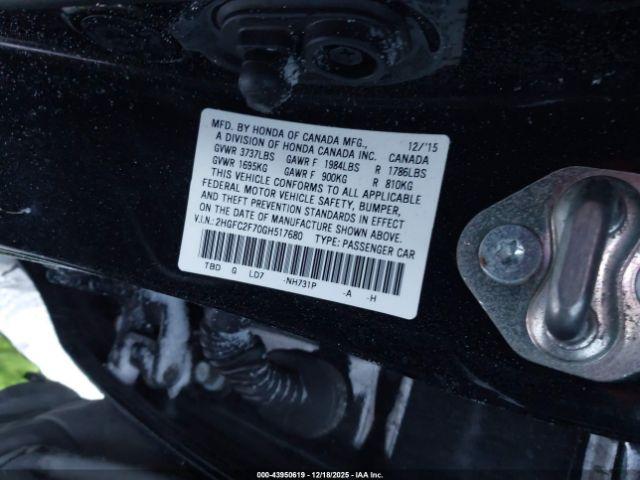 MFD. BY HONDA OF CANADA MFG., 12/'15
A DIVISION OF HONDA CANADA INC. CANADA
GVWR 3737LBS GAWR F 1984LBS R 1786LBS
GVWR 1695KG GAWR F 900KG R 810KG
THIS VEHICLE CONFORMS TO ALL APPLICABLE
FEDERAL MOTOR VEHICLE SAFETY, BUMPER,
AND THEFT PREVENTION STANDARDS IN EFFECT
ON THE DATE OF MANUFACTURE SHOWN ABOVE.
V.I.N.:2HGFC2F70GH517680 TYPE: PASSENGER CAR
TBD G LD7 -NH731P -A -H
000-43950619 - 12/18/2025 - IAA Inc.